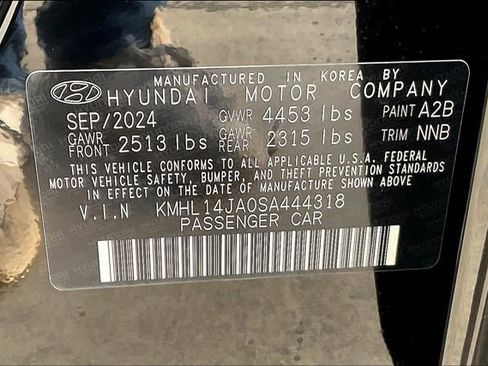 MANUFACTURED IN KOREA BY
HYUNDAI MOTOR COMPANY
SEP/2024 GVWR 4453 lbs PAINT A2B
GAWR FRONT 2513 lbs GAWR REAR 2315 lbs TRIM NNB
THIS VEHICLE CONFORMS TO ALL APPLICABLE U.S.A. FEDERAL
MOTOR VEHICLE SAFETY, BUMPER, AND THEFT PREVENTION STANDARDS
IN EFFECT ON THE DATE OF MANUFACTURE SHOWN ABOVE
V.I.N KMHL14JA0SA444318
PASSENGER CAR